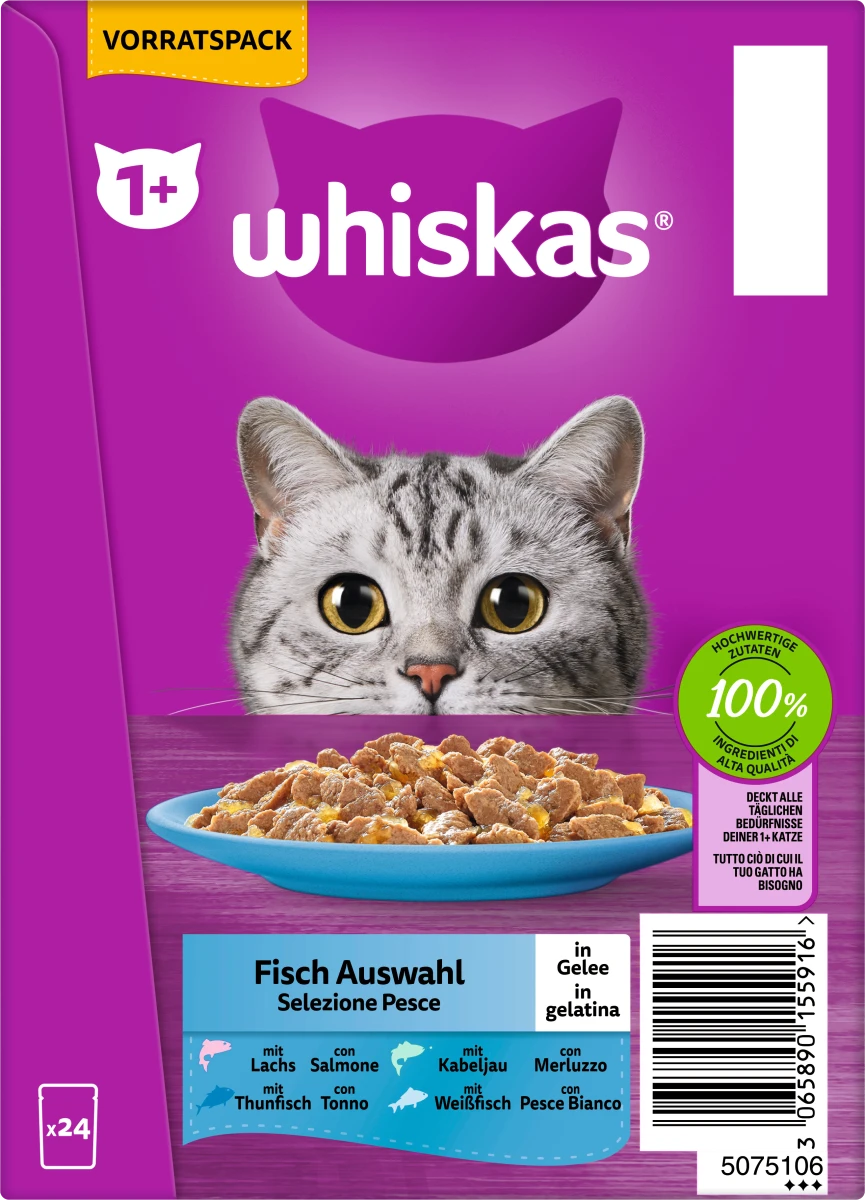 VORRATSPACK
1+
whiskas®
HOCHWERTIGE
ZUTATEN
100%
INGREDIENTI DI
ALTA QUALITÀ
DECKT ALLE
TÄGLICHEN
BEDÜRFNISSE
DEINER 1+ KATZE
TUTTO CIÒ DI CUI IL
TUO GATTO HA
BISOGNO
Fisch Auswahl
Selezione Pesce
in
Gelee
in
gelatina
mit
Lachs
con
Salmone
mit
Kabeljau
con
Merluzzo
mit
Thunfisch
con
Tonno
mit
Weißfisch
con
Pesce Bianco
x24
3 065890 155916 >
5075106